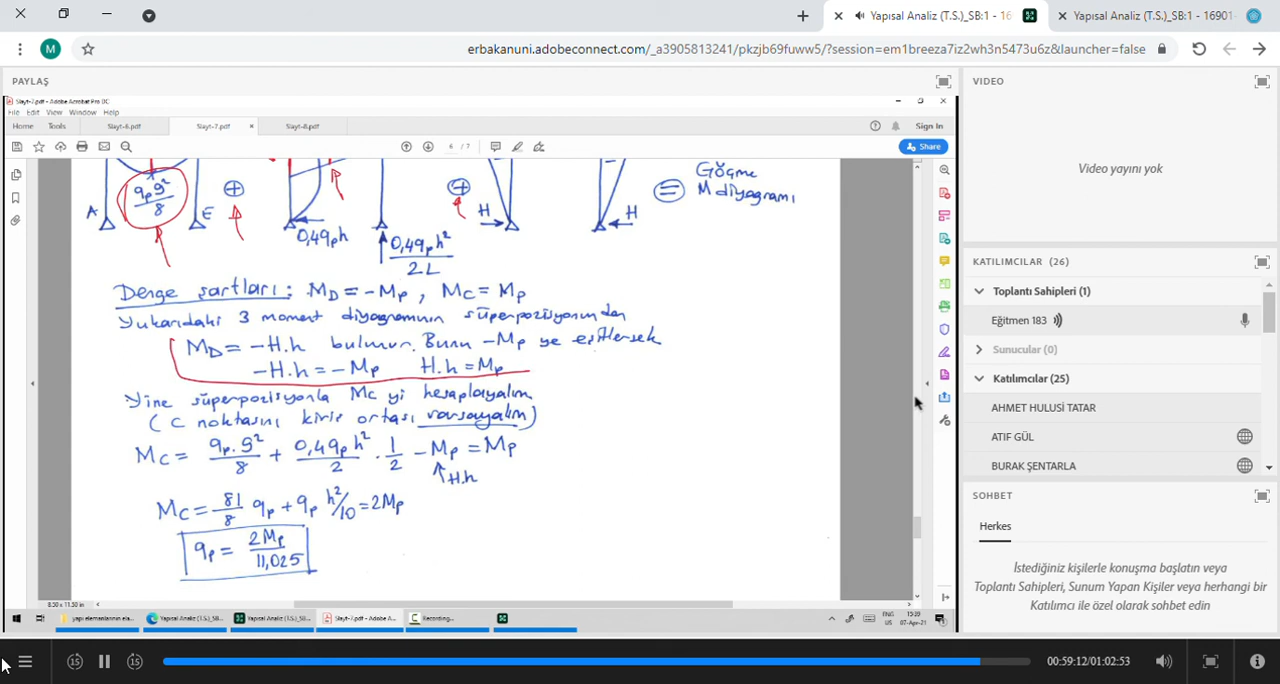 Yapısal Analiz (T.S.)_SB:1 - 16
Yapısal Analiz (T.S.)_SB:1 - 16901-
M
erbakanuni.adobeconnect.com/_a3905813241/pkzjb69fuww5/?session=em1breeza7iz2wh3n5473u6z&launcher=false
PAYLAŞ
Slayt-7.pdf - Adobe Acrobat Pro DC
File Edit View Window Help
Home Tools Slayt-6.pdf Slayt-7.pdf × Slayt-8.pdf
Sign In
6 / 7
Share
qp 9²/8
Göçme
M diyagramı
A
E
H
H
0,49ph
0,49ph²/2L
Denge şartları: MD = -Mp, MC = Mp
Yukarıdaki 3 moment diyagramının süperpozisyonundan
MD = -H.h bulunur. Bunu -Mp ye eşitlersek
-H.h = -Mp H.h = Mp
Yine süperpozisyonla Mc yi hesaplayalım
(C noktasını kiriş ortası varsayalım)
MC = qp.9²/8 + 0,49ph²/2 . 1/2 - Mp = Mp
H.h
MC = 81/8 qp + qp h²/10 = 2Mp
qp = 2Mp/11,025
8.50 x 11.50 in
yapı elemanlarının ela...
Yapısal Analiz (T.S.)_SB...
Yapısal Analiz (T.S.)_SB...
Slayt-7.pdf - Adobe A...
Recording...
ENG
US
15:39
07-Apr-21
VIDEO
Video yayını yok
KATILIMCILAR (26)
Toplantı Sahipleri (1)
Eğitmen 183
Sunucular (0)
Katılımcılar (25)
AHMET HULUSİ TATAR
ATIF GÜL
BURAK ŞENTARLA
SOHBET
Herkes
İstediğiniz kişilerle konuşma başlatın veya
Toplantı Sahipleri, Sunum Yapan Kişiler veya herhangi bir
Katılımcı ile özel olarak sohbet edin
15
15
00:59:12/01:02:53